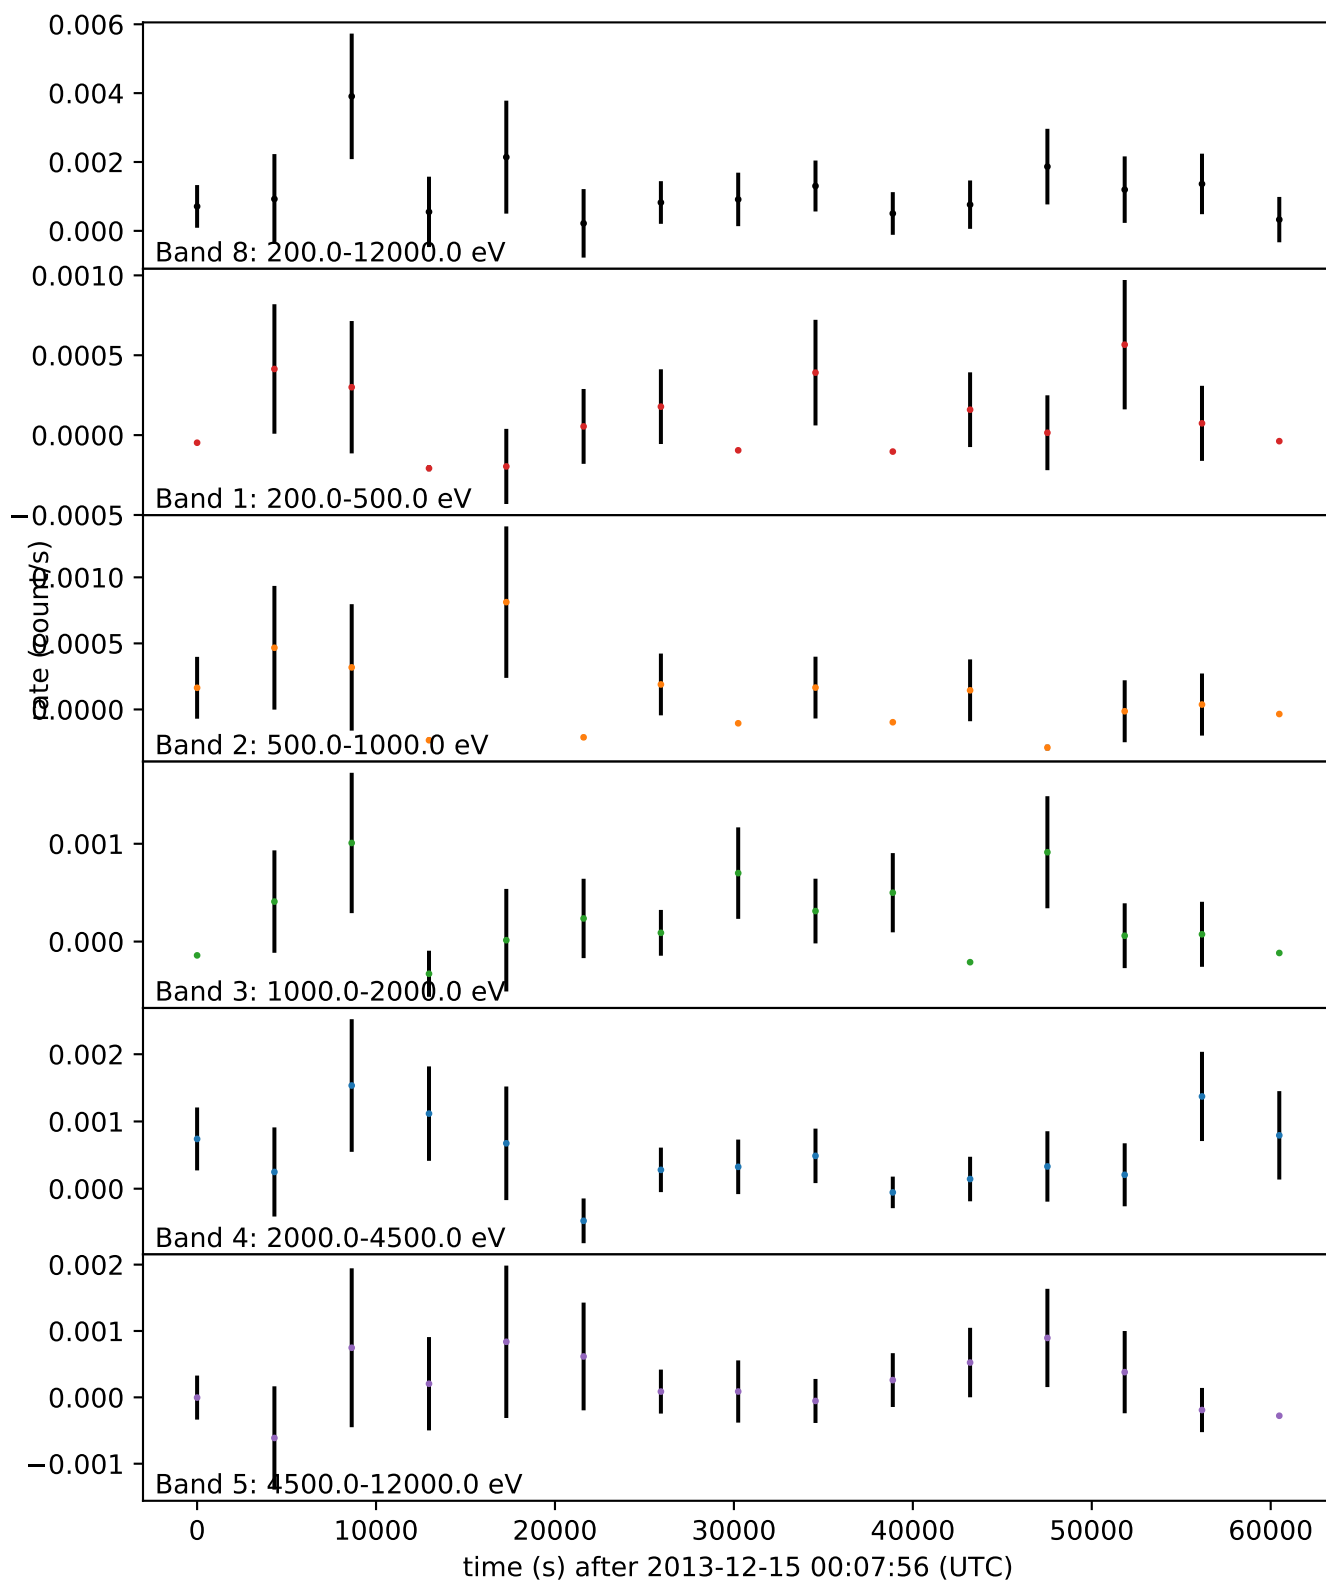 0.006
0.004
0.002
0.000
Band 8: 200.0-12000.0 eV
0.0010
0.0005
0.0000
−0.0005
Band 1: 200.0-500.0 eV
rate (count/s)
0.0010
0.0005
0.0000
Band 2: 500.0-1000.0 eV
0.001
0.000
Band 3: 1000.0-2000.0 eV
0.002
0.001
0.000
Band 4: 2000.0-4500.0 eV
0.002
0.001
0.000
−0.001
Band 5: 4500.0-12000.0 eV
0 10000 20000 30000 40000 50000 60000
time (s) after 2013-12-15 00:07:56 (UTC)